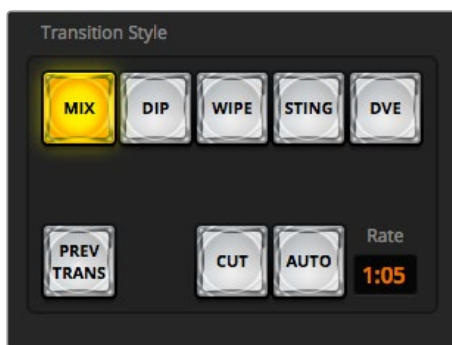 Transition Style
MIX
DIP
WIPE
STING
DVE
PREV
TRANS
CUT
AUTO
Rate
1:05